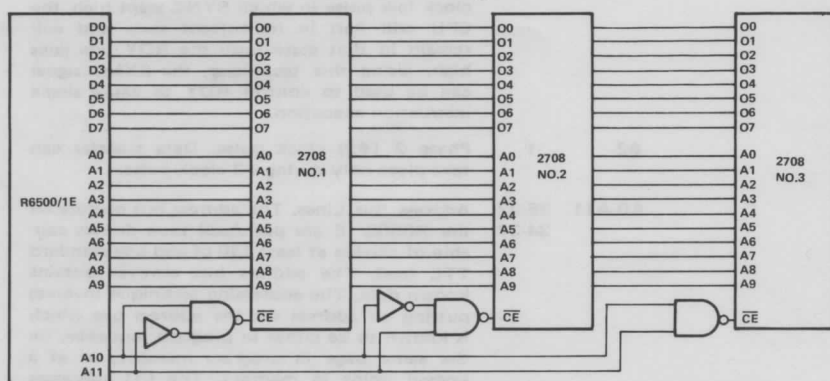 R6500/1E
D0
D1
D2
D3
D4
D5
D6
D7
A0
A1
A2
A3
A4
A5
A6
A7
A8
A9
A10
A11
2708
NO.1
O0
O1
O2
O3
O4
O5
O6
O7
A0
A1
A2
A3
A4
A5
A6
A7
A8
A9
CE
2708
NO.2
O0
O1
O2
O3
O4
O5
O6
O7
A0
A1
A2
A3
A4
A5
A6
A7
A8
A9
CE
2708
NO.3
O0
O1
O2
O3
O4
O5
O6
O7
A0
A1
A2
A3
A4
A5
A6
A7
A8
A9
CE